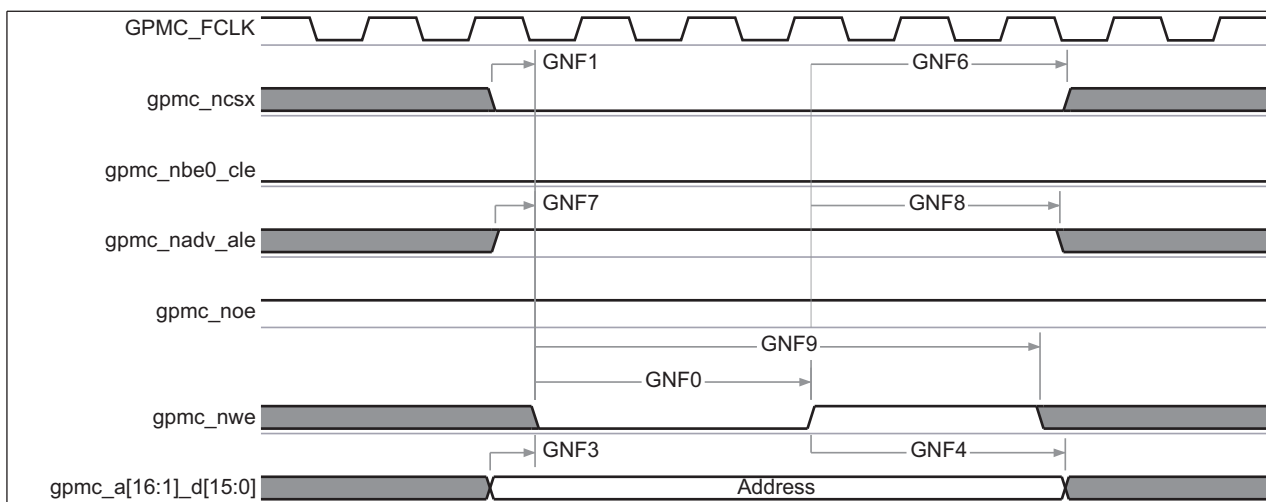 GPMC_FCLK
GNF1
GNF6
gpmc_ncsx
gpmc_nbe0_cle
GNF7
GNF8
gpmc_nadv_ale
gpmc_noe
GNF9
GNF0
gpmc_nwe
GNF3
GNF4
gpmc_a[16:1]_d[15:0]
Address